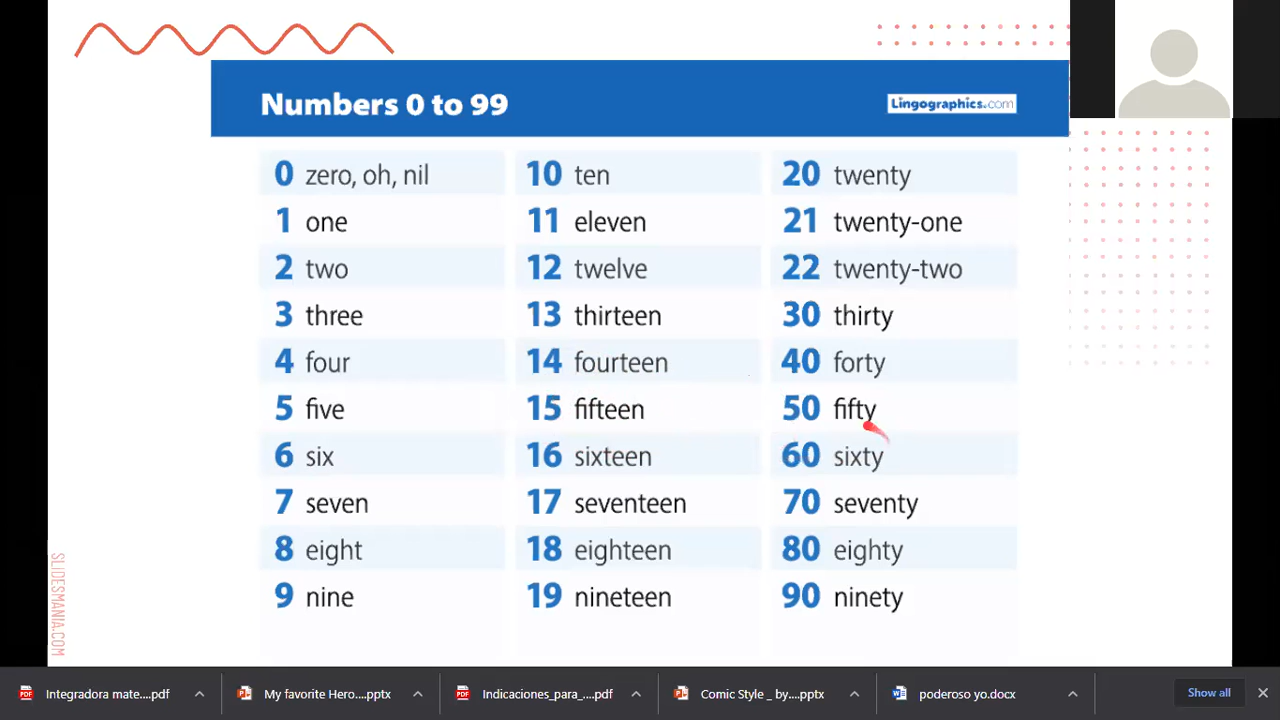 Numbers 0 to 99
Lingographics.com
0 zero, oh, nil
1 one
2 two
3 three
4 four
5 five
6 six
7 seven
8 eight
9 nine
10 ten
11 eleven
12 twelve
13 thirteen
14 fourteen
15 fifteen
16 sixteen
17 seventeen
18 eighteen
19 nineteen
20 twenty
21 twenty-one
22 twenty-two
30 thirty
40 forty
50 fifty
60 sixty
70 seventy
80 eighty
90 ninety
SLIDESMANIA.COM
Integradora mate....pdf
My favorite Hero....pptx
Indicaciones_para_....pdf
Comic Style _ by....pptx
poderoso yo.docx
Show all